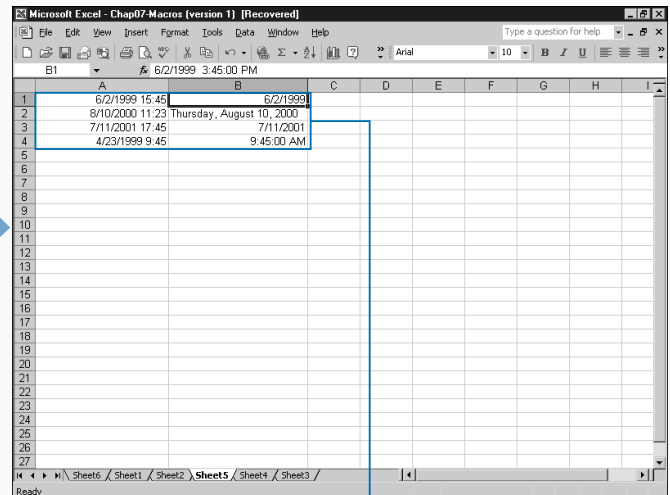 Microsoft Excel - Chap07-Macros (version 1) [Recovered]
File Edit View Insert Format Tools Data Window Help Type a question for help
Arial 10 B I U
B1 fx 6/2/1999 3:45:00 PM
A B C D E F G H I
1 6/2/1999 15:45 6/2/1999
2 8/10/2000 11:23 Thursday, August 10, 2000
3 7/11/2001 17:45 7/11/2001
4 4/23/1999 9:45 9:45:00 AM
5
6
7
8
9
10
11
12
13
14
15
16
17
18
19
20
21
22
23
24
25
26
27
Sheet6 Sheet1 Sheet2 Sheet5 Sheet4 Sheet3
Ready